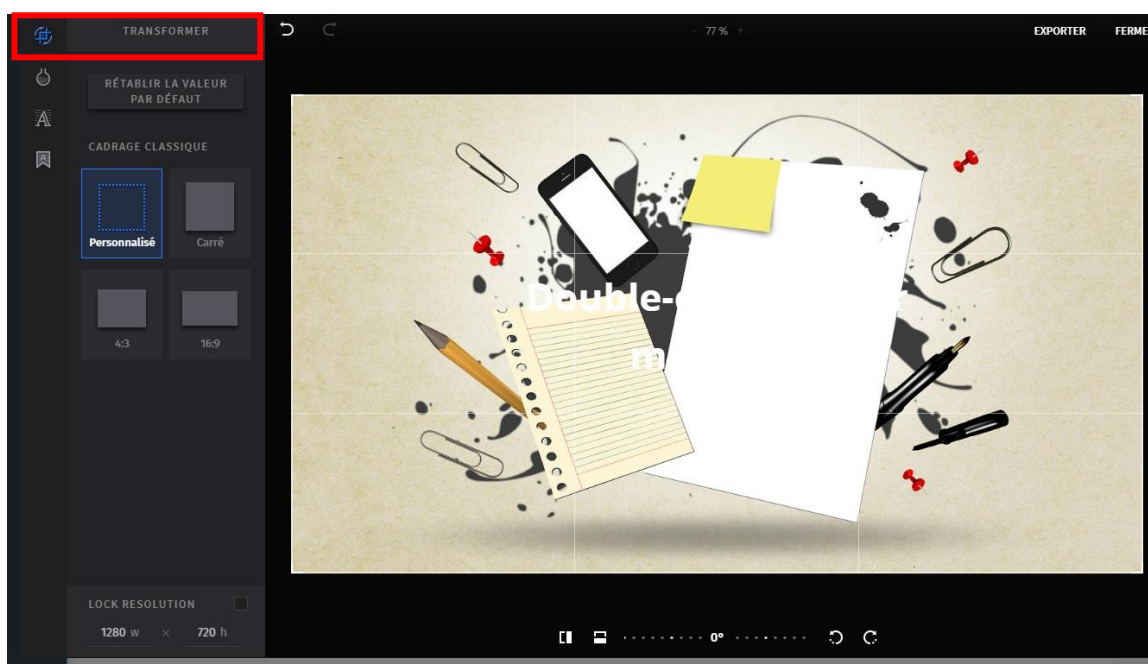 TRANSFORMER
- 77 % +
EXPORTER
FERME
RÉTABLIR LA VALEUR
PAR DÉFAUT
CADRAGE CLASSIQUE
Personnalisé
Carré
4:3
16:9
Double-
m
LOCK RESOLUTION
1280 w × 720 h
0°